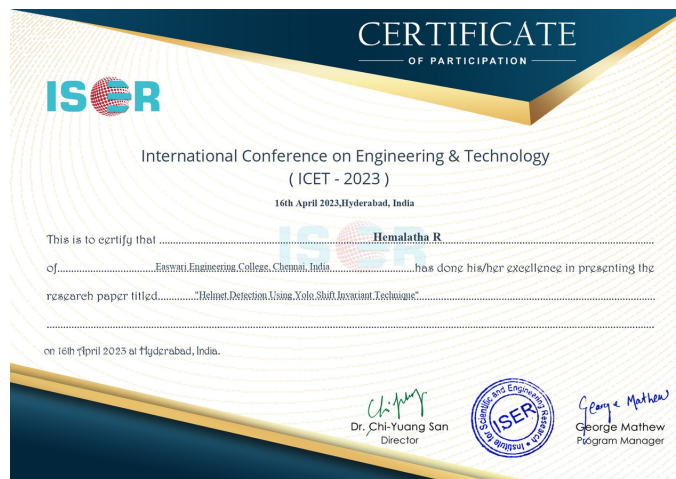 CERTIFICATE
OF PARTICIPATION
ISER
International Conference on Engineering & Technology
( ICET - 2023 )
16th April 2023,Hyderabad, India
ISER
This is to certify that ........ Hemalatha R ........
of........Easwari Engineering College, Chennai, India........has done his/her excellence in presenting the
research paper titled........"Helmet Detection Using Yolo Shift Invariant Technique"........
on 16th April 2023 at Hyderabad, India.
George Mathew
Dr. Chi-Yuang San
Director
Institute for Scientific and Engineering Research
ISER
George Mathew
Program Manager